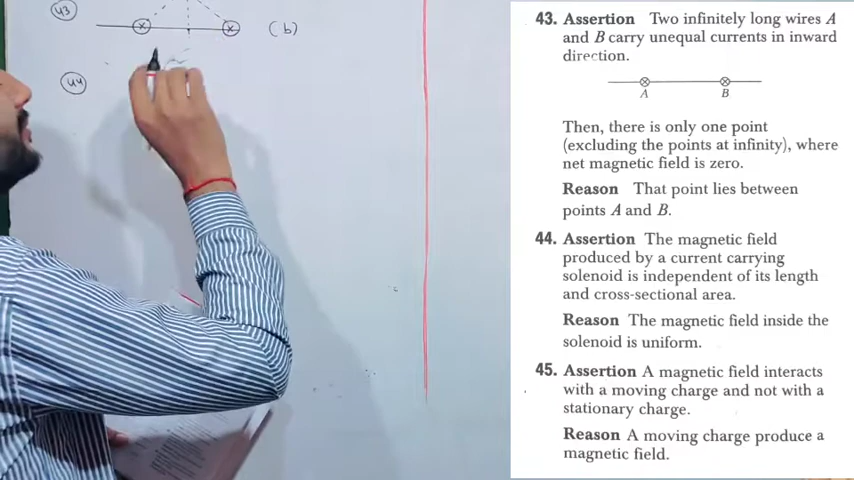 43
(b)
44
43. Assertion Two infinitely long wires A
and B carry unequal currents in inward
direction.
A B
Then, there is only one point
(excluding the points at infinity), where
net magnetic field is zero.
Reason That point lies between
points A and B.
44. Assertion The magnetic field
produced by a current carrying
solenoid is independent of its length
and cross-sectional area.
Reason The magnetic field inside the
solenoid is uniform.
45. Assertion A magnetic field interacts
with a moving charge and not with a
stationary charge.
Reason A moving charge produce a
magnetic field.